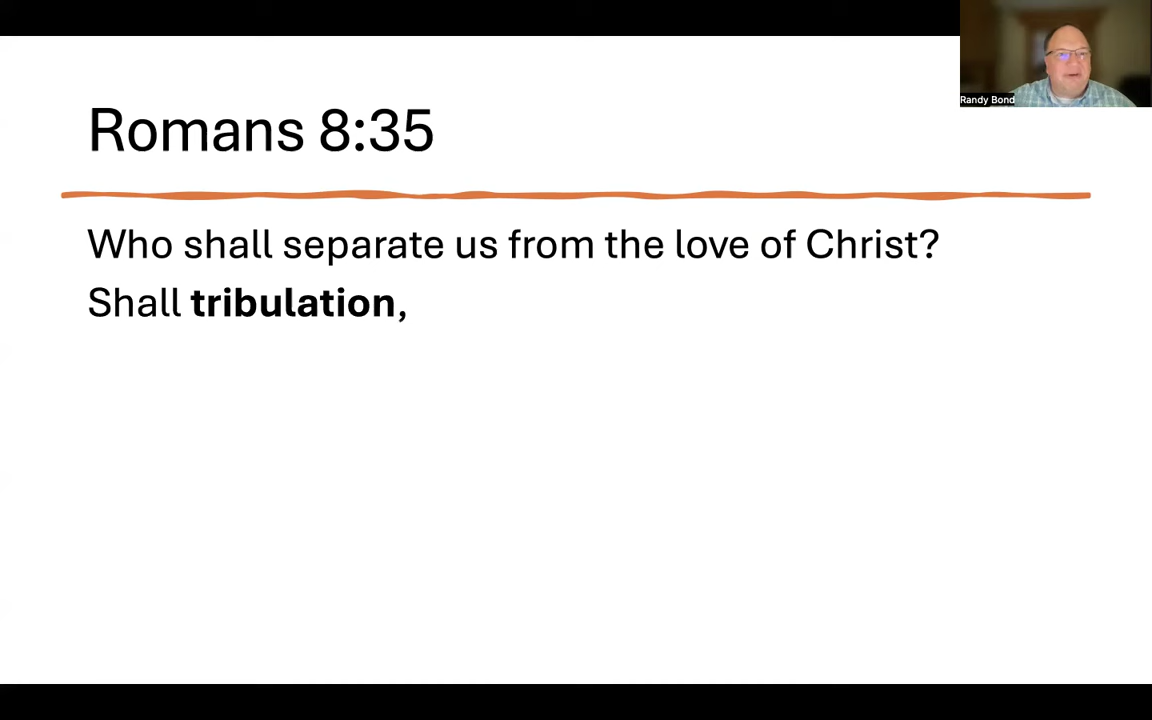 Randy Bond
Romans 8:35
Who shall separate us from the love of Christ?
Shall tribulation,